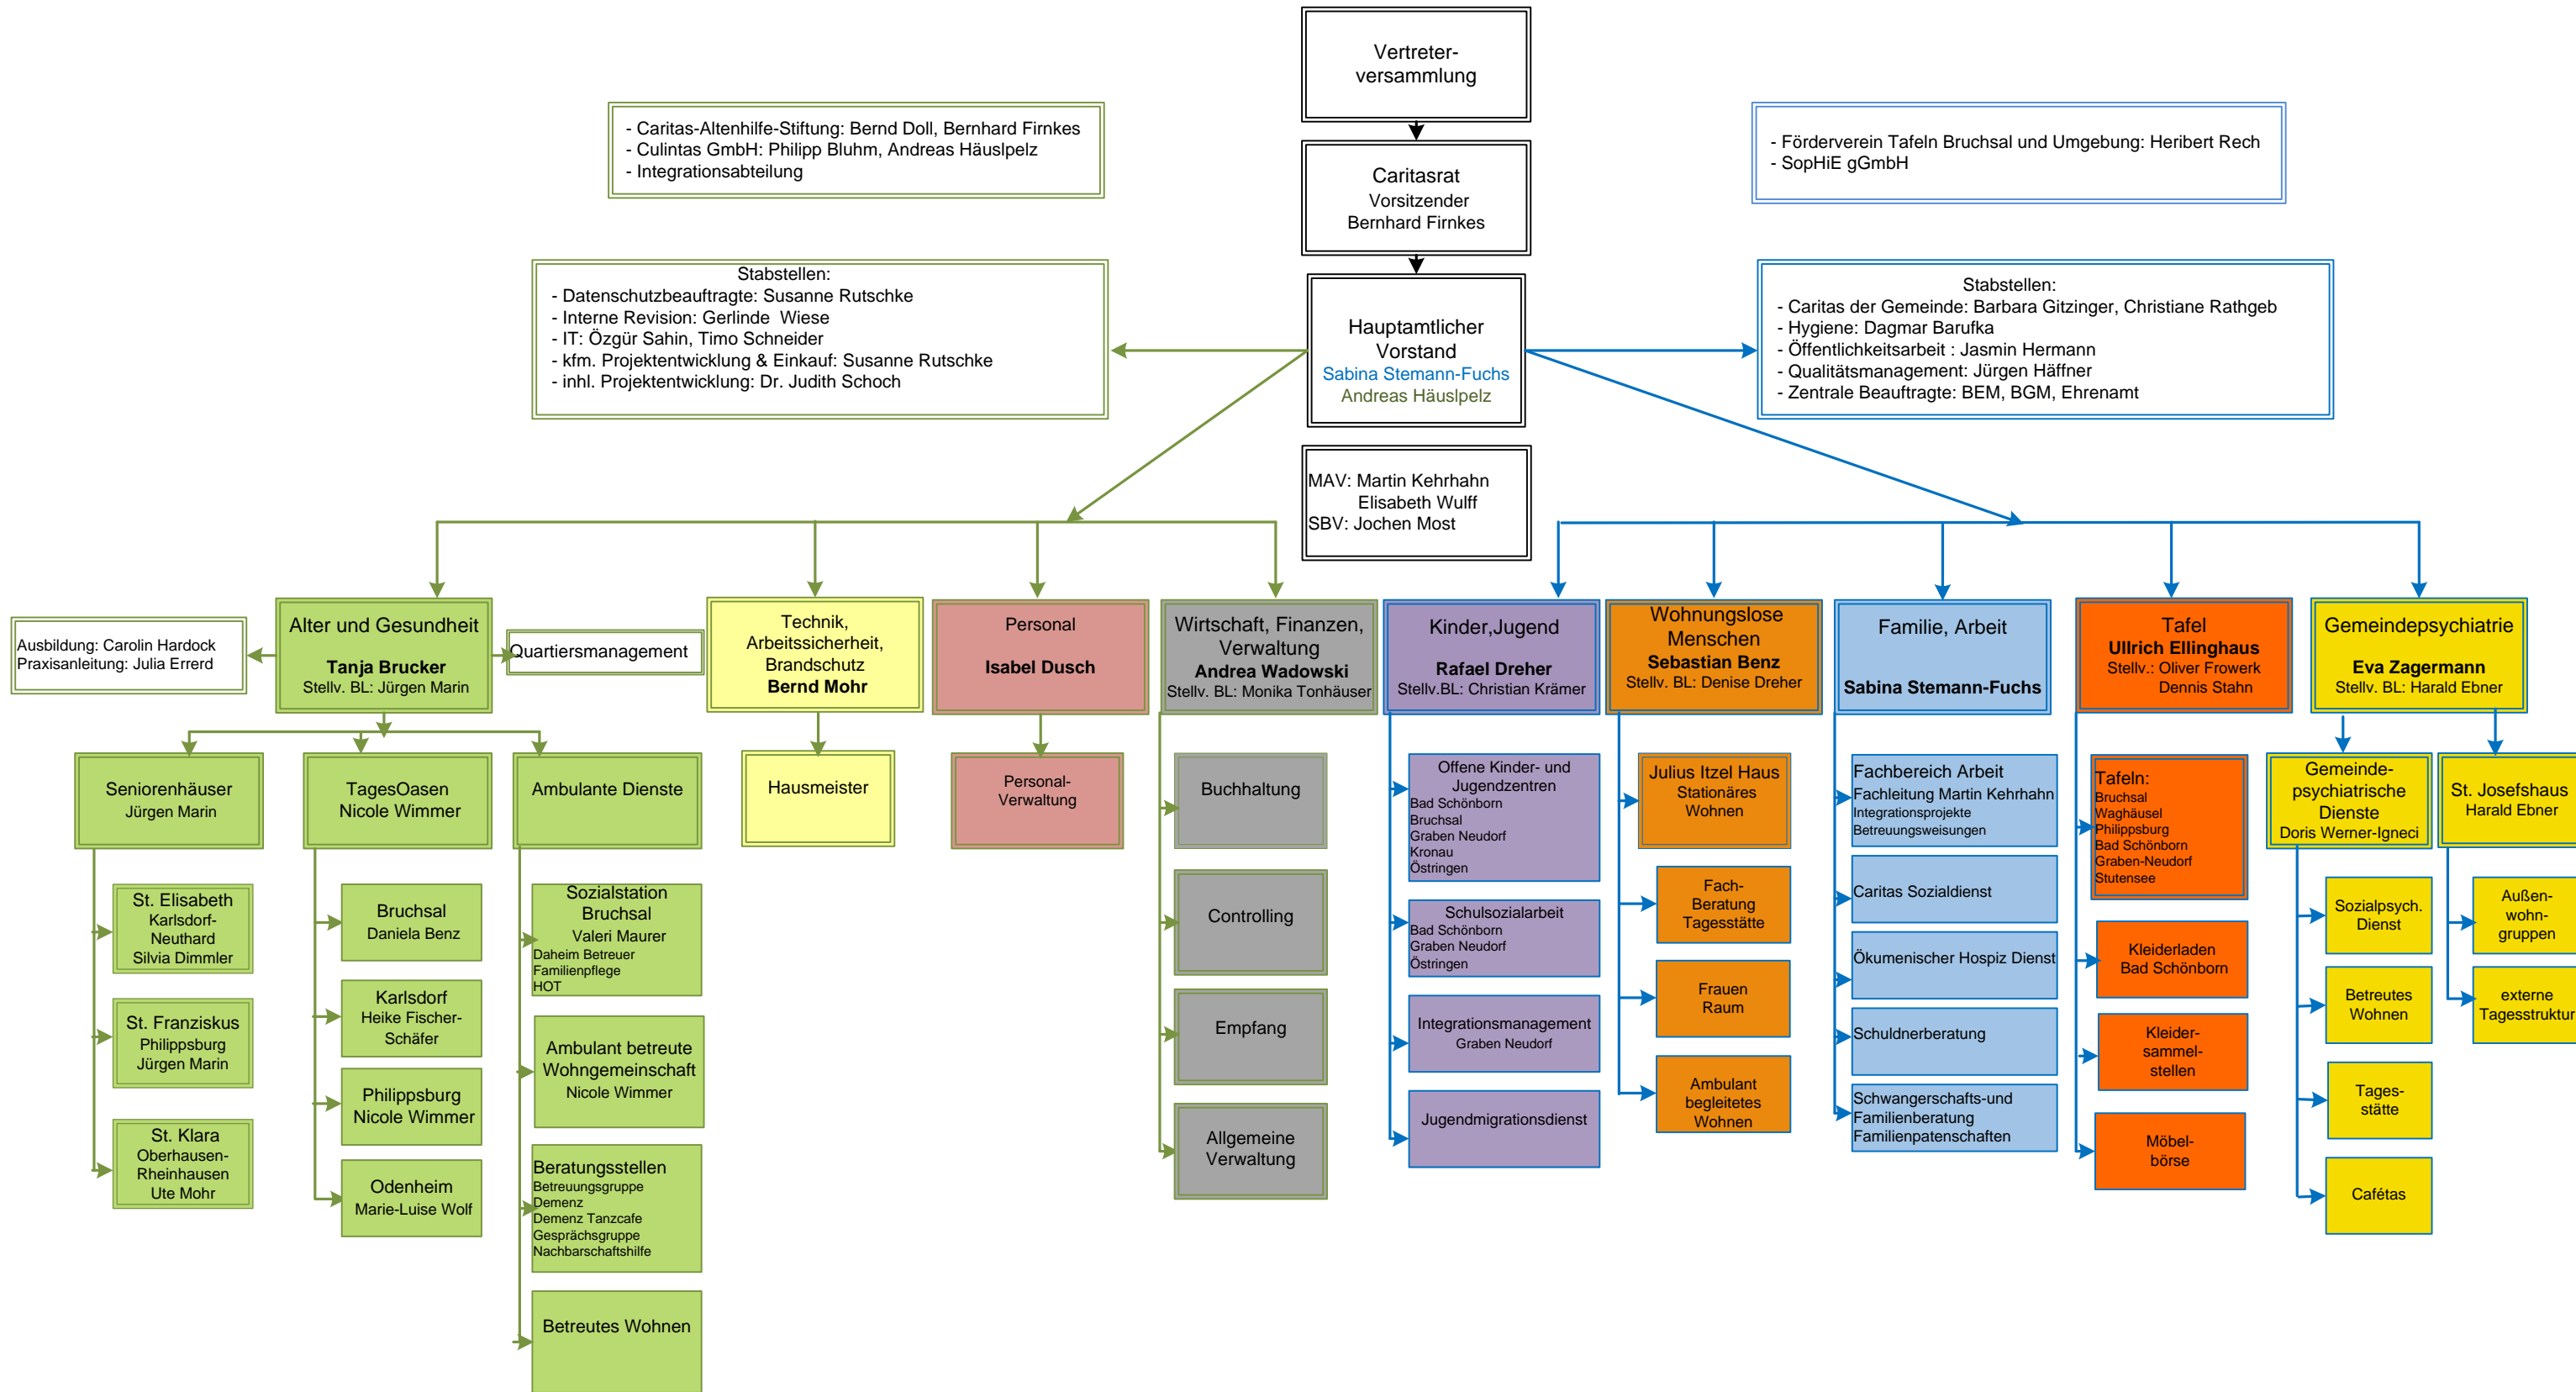 Vertreter-
versammlung
- Caritas-Altenhilfe-Stiftung: Bernd Doll, Bernhard Firnkes
- Culintas GmbH: Philipp Bluhm, Andreas Häuslpelz
- Integrationsabteilung
- Förderverein Tafeln Bruchsal und Umgebung: Heribert Rech
- SopHiE gGmbH
Caritasrat
Vorsitzender
Bernhard Firnkes
Stabstellen:
- Datenschutzbeauftragte: Susanne Rutschke
- Interne Revision: Gerlinde Wiese
- IT: Özgür Sahin, Timo Schneider
- kfm. Projektentwicklung & Einkauf: Susanne Rutschke
- inhl. Projektentwicklung: Dr. Judith Schoch
Hauptamtlicher
Vorstand
Sabina Stemann-Fuchs
Andreas Häuslpelz
Stabstellen:
- Caritas der Gemeinde: Barbara Gitzinger, Christiane Rathgeb
- Hygiene: Dagmar Barufka
- Öffentlichkeitsarbeit : Jasmin Hermann
- Qualitätsmanagement: Jürgen Häffner
- Zentrale Beauftragte: BEM, BGM, Ehrenamt
MAV: Martin Kehrhahn
Elisabeth Wulff
SBV: Jochen Most
Ausbildung: Carolin Hardock
Praxisanleitung: Julia Errerd
Alter und Gesundheit
Tanja Brucker
Stellv. BL: Jürgen Marin
Quartiersmanagement
Technik,
Arbeitssicherheit,
Brandschutz
Bernd Mohr
Personal
Isabel Dusch
Wirtschaft, Finanzen,
Verwaltung
Andrea Wadowski
Stellv. BL: Monika Tonhäuser
Kinder,Jugend
Rafael Dreher
Stellv.BL: Christian Krämer
Wohnungslose
Menschen
Sebastian Benz
Stellv. BL: Denise Dreher
Familie, Arbeit
Sabina Stemann-Fuchs
Tafel
Ullrich Ellinghaus
Stellv.: Oliver Frowerk
Dennis Stahn
Gemeindepsychiatrie
Eva Zagermann
Stellv. BL: Harald Ebner
Seniorenhäuser
Jürgen Marin
St. Elisabeth
Karlsdorf-
Neuthard
Silvia Dimmler
St. Franziskus
Philippsburg
Jürgen Marin
St. Klara
Oberhausen-
Rheinhausen
Ute Mohr
TagesOasen
Nicole Wimmer
Bruchsal
Daniela Benz
Karlsdorf
Heike Fischer-
Schäfer
Philippsburg
Nicole Wimmer
Odenheim
Marie-Luise Wolf
Ambulante Dienste
Sozialstation
Bruchsal
Valeri Maurer
Daheim Betreuer
Familienpflege
HOT
Ambulant betreute
Wohngemeinschaft
Nicole Wimmer
Beratungsstellen
Betreuungsgruppe
Demenz
Demenz Tanzcafe
Gesprächsgruppe
Nachbarschaftshilfe
Betreutes Wohnen
Hausmeister
Personal-
Verwaltung
Buchhaltung
Controlling
Empfang
Allgemeine
Verwaltung
Offene Kinder- und
Jugendzentren
Bad Schönborn
Bruchsal
Graben Neudorf
Kronau
Östringen
Schulsozialarbeit
Bad Schönborn
Graben Neudorf
Östringen
Integrationsmanagement
Graben Neudorf
Jugendmigrationsdienst
Julius Itzel Haus
Stationäres
Wohnen
Fach-
Beratung
Tagesstätte
Frauen
Raum
Ambulant
begleitetes
Wohnen
Fachbereich Arbeit
Fachleitung Martin Kehrhahn
Integrationsprojekte
Betreuungsweisungen
Caritas Sozialdienst
Ökumenischer Hospiz Dienst
Schuldnerberatung
Schwangerschafts-und
Familienberatung
Familienpatenschaften
Tafeln:
Bruchsal
Waghäusel
Philippsburg
Bad Schönborn
Graben-Neudorf
Stutensee
Kleiderladen
Bad Schönborn
Kleider-
sammel-
stellen
Möbel-
börse
Gemeinde-
psychiatrische
Dienste
Doris Werner-Igneci
Sozialpsych.
Dienst
Betreutes
Wohnen
Tages-
stätte
Cafétas
St. Josefshaus
Harald Ebner
Außen-
wohn-
gruppen
externe
Tagesstruktur